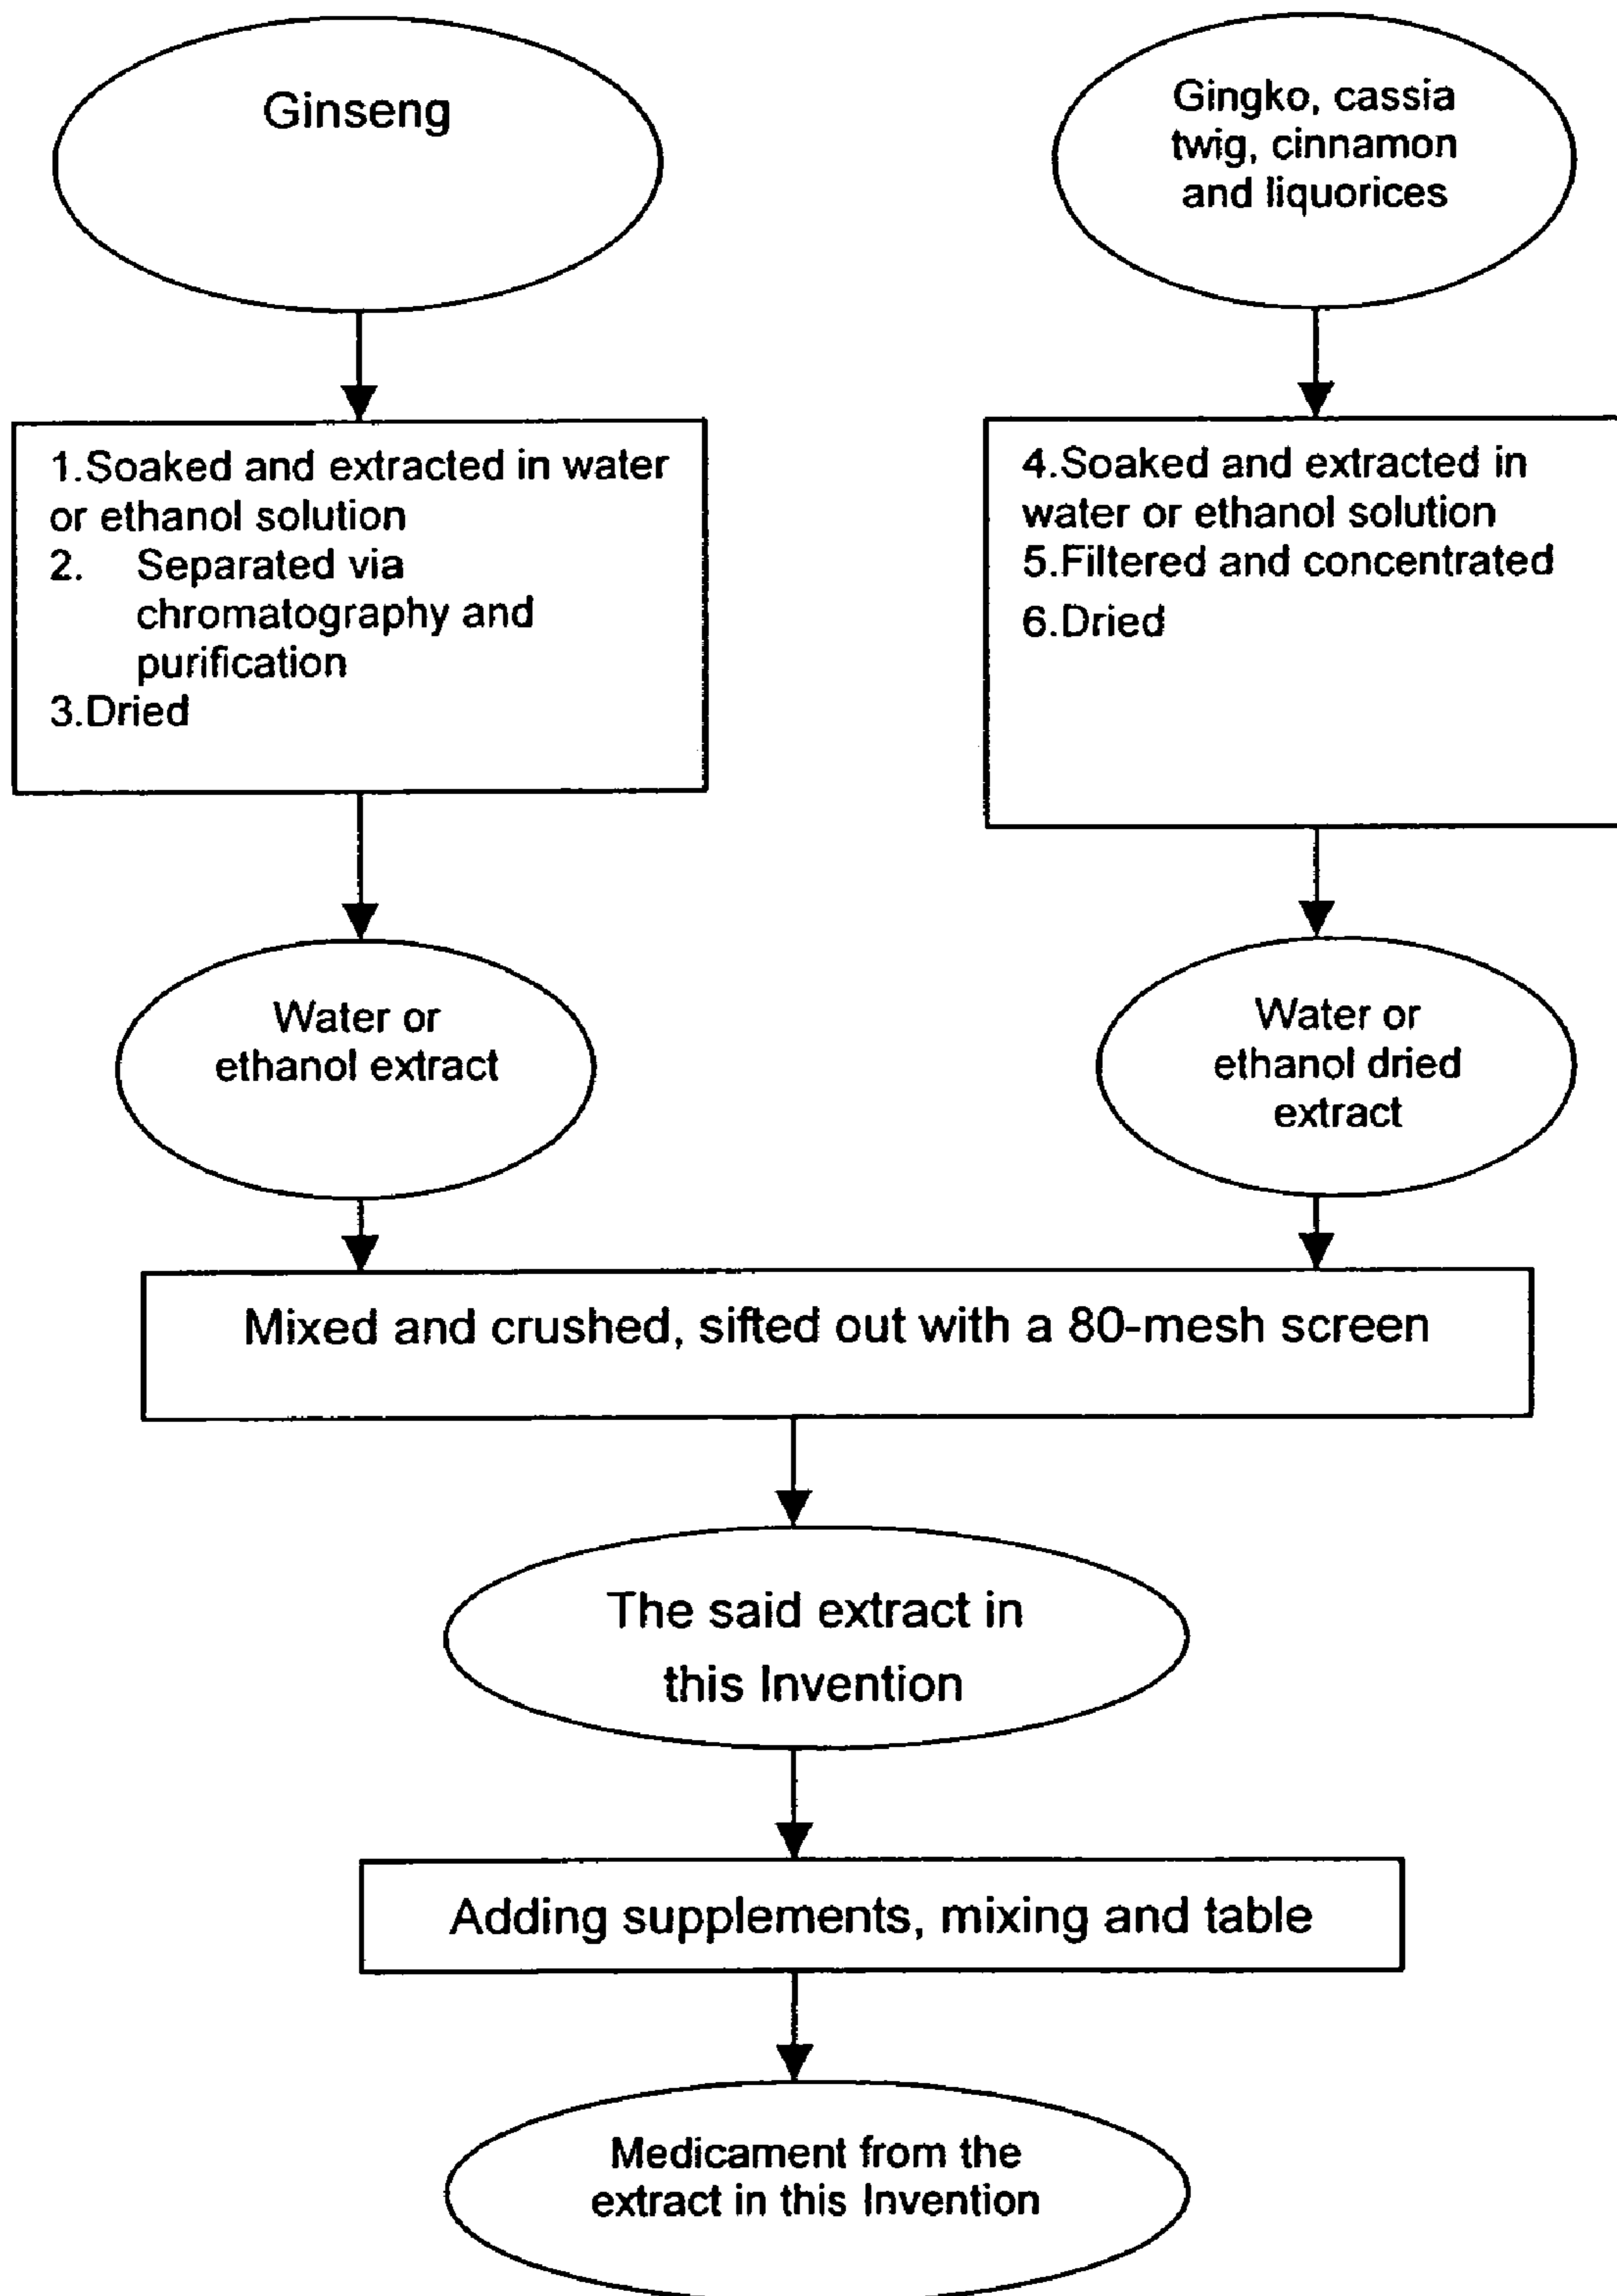 Ginseng
Gingko, cassia
twig, cinnamon
and liquorices
1.Soaked and extracted in water
or ethanol solution
2. Separated via
chromatography and
purification
3.Dried
4.Soaked and extracted in
water or ethanol solution
5.Filtered and concentrated
6.Dried
Water or
ethanol extract
Water or
ethanol dried
extract
Mixed and crushed, sifted out with a 80-mesh screen
The said extract in
this Invention
Adding supplements, mixing and table
Medicament from the
extract in this Invention